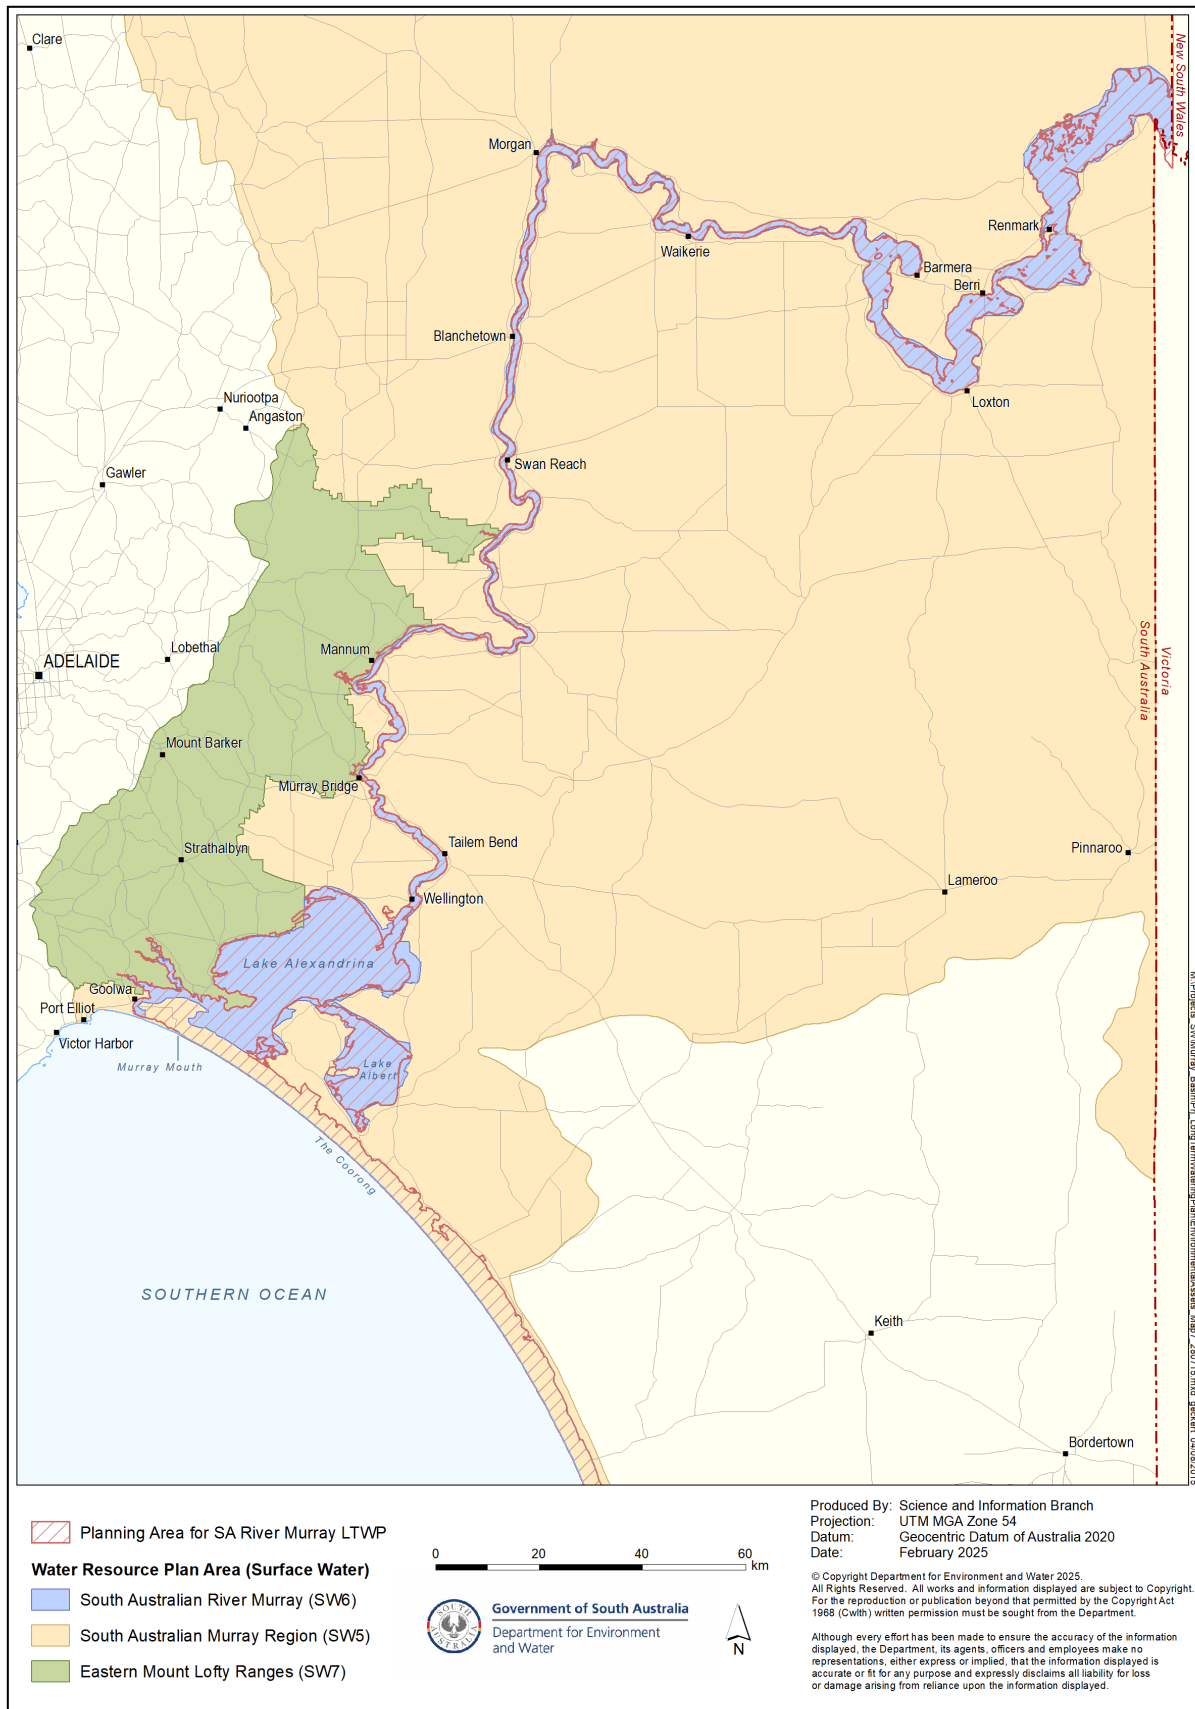 Clare
New South Wales
Morgan
Renmark
Waikerie
Barmera
Berri
Blanchetown
Loxton
Nuriootpa
Angaston
Swan Reach
Gawler
South Australia
Victoria
Lobethal
Mannum
ADELAIDE
Mount Barker
Murray Bridge
Tailem Bend
Strathalbyn
Pinnaroo
Lameroo
Wellington
Lake Alexandrina
Goolwa
Port Elliot
Victor Harbor
Murray Mouth
Lake
Albert
The Coorong
SOUTHERN OCEAN
Keith
Bordertown
Planning Area for SA River Murray LTWP
Water Resource Plan Area (Surface Water)
South Australian River Murray (SW6)
South Australian Murray Region (SW5)
Eastern Mount Lofty Ranges (SW7)
0 20 40 60
km
SOUTH AUSTRALIA
Government of South Australia
Department for Environment
and Water
N
Produced By: Science and Information Branch
Projection: UTM MGA Zone 54
Datum: Geocentric Datum of Australia 2020
Date: February 2025
© Copyright Department for Environment and Water 2025.
All Rights Reserved. All works and information displayed are subject to Copyright.
For the reproduction or publication beyond that permitted by the Copyright Act
1968 (Cwlth) written permission must be sought from the Department.
Although every effort has been made to ensure the accuracy of the information
displayed, the Department, its agents, officers and employees make no
representations, either express or implied, that the information displayed is
accurate or fit for any purpose and expressly disclaims all liability for loss
or damage arising from reliance upon the information displayed.